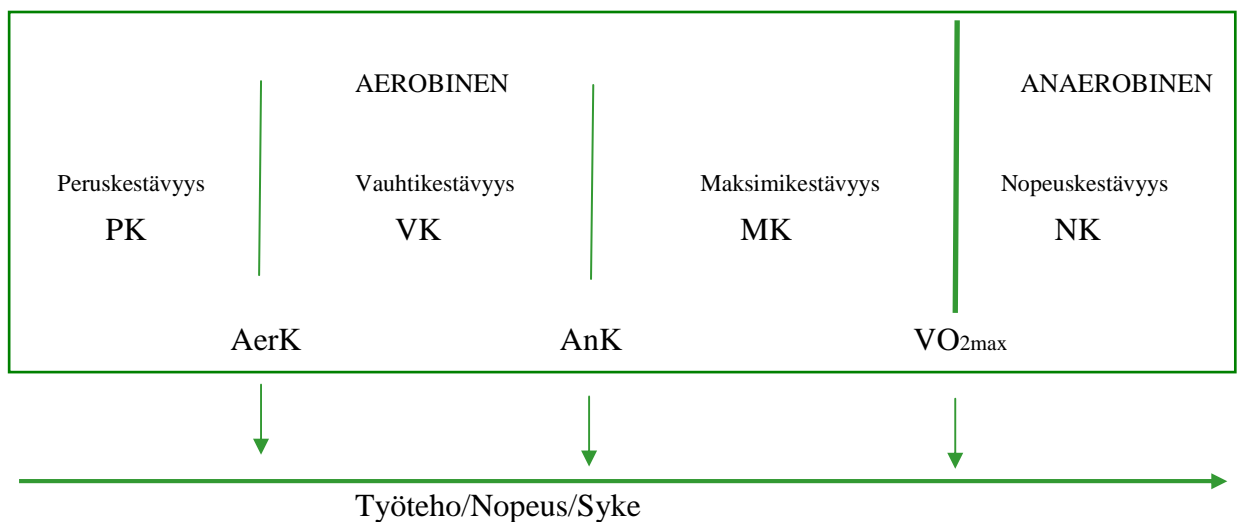 AEROBINEN ANAEROBINEN
Peruskestävyys Vauhtikestävyys Maksimikestävyys Nopeuskestävyys
PK VK MK NK
AerK AnK VO2max
Työteho/Nopeus/Syke